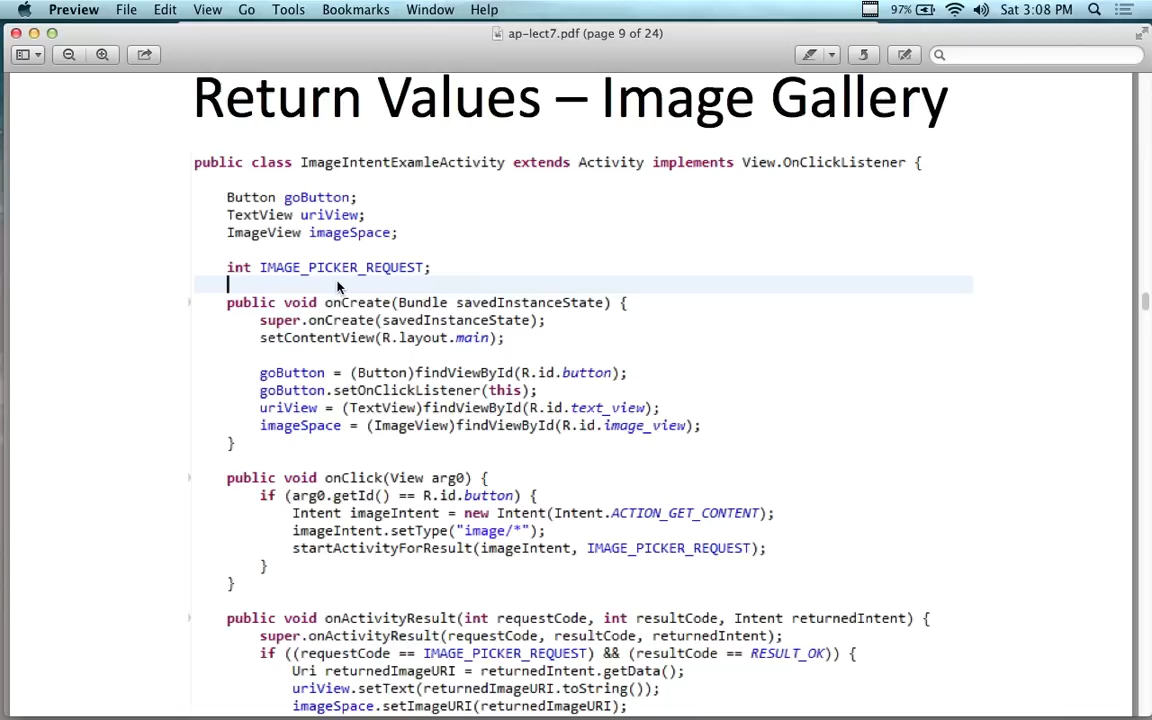 Preview File Edit View Go Tools Bookmarks Window Help 97% Sat 3:08 PM
ap-lect7.pdf (page 9 of 24)
Return Values – Image Gallery
public class ImageIntentExamleActivity extends Activity implements View.OnClickListener {
Button goButton;
TextView uriView;
ImageView imageSpace;
int IMAGE_PICKER_REQUEST;
public void onCreate(Bundle savedInstanceState) {
super.onCreate(savedInstanceState);
setContentView(R.layout.main);
goButton = (Button)findViewById(R.id.button);
goButton.setOnClickListener(this);
uriView = (TextView)findViewById(R.id.text_view);
imageSpace = (ImageView)findViewById(R.id.image_view);
}
public void onClick(View arg0) {
if (arg0.getId() == R.id.button) {
Intent imageIntent = new Intent(Intent.ACTION_GET_CONTENT);
imageIntent.setType("image/*");
startActivityForResult(imageIntent, IMAGE_PICKER_REQUEST);
}
}
public void onActivityResult(int requestCode, int resultCode, Intent returnedIntent) {
super.onActivityResult(requestCode, resultCode, returnedIntent);
if ((requestCode == IMAGE_PICKER_REQUEST) && (resultCode == RESULT_OK)) {
Uri returnedImageURI = returnedIntent.getData();
uriView.setText(returnedImageURI.toString());
imageSpace.setImageURI(returnedImageURI);